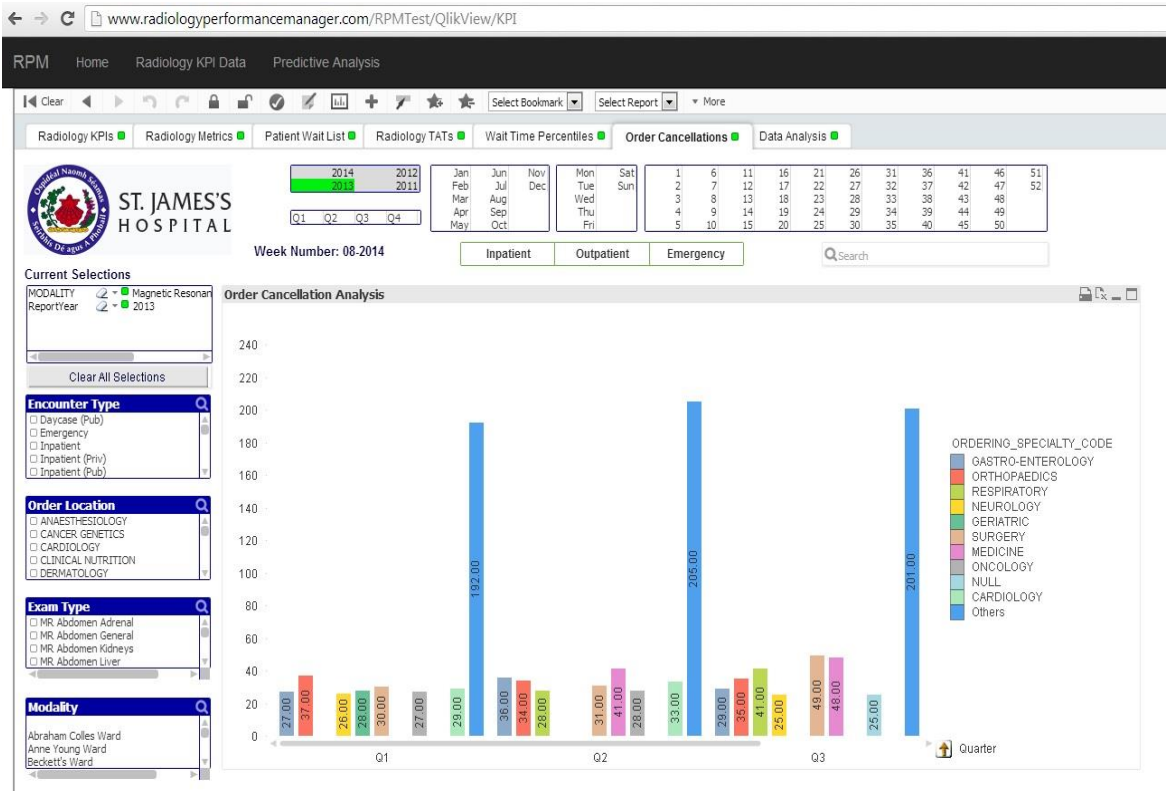 www.radiologyperformancemanager.com/RPMTest/QlikView/KPI
RPM Home Radiology KPI Data Predictive Analysis
Clear Select Bookmark Select Report More
Radiology KPIs Radiology Metrics Patient Wait List Radiology TATs Wait Time Percentiles Order Cancellations Data Analysis
Ospidéal Naomh Séamas
Seirbhís Dé agus A Phobail
ST. JAMES'S
HOSPITAL
2014 2012
2013 2011
Q1 Q2 Q3 Q4
Jan Jun Nov
Feb Jul Dec
Mar Aug
Apr Sep
May Oct
Mon Sat
Tue Sun
Wed
Thu
Fri
1 6 11 16 21 26 31 36 41 46 51
2 7 12 17 22 27 32 37 42 47 52
3 8 13 18 23 28 33 38 43 48
4 9 14 19 24 29 34 39 44 49
5 10 15 20 25 30 35 40 45 50
Week Number: 08-2014
Inpatient Outpatient Emergency
Search
Current Selections
MODALITY Magnetic Resonan
ReportYear 2013
Clear All Selections
Encounter Type
Daycase (Pub)
Emergency
Inpatient
Inpatient (Priv)
Inpatient (Pub)
Order Location
ANAESTHESIOLOGY
CANCER GENETICS
CARDIOLOGY
CLINICAL NUTRITION
DERMATOLOGY
Exam Type
MR Abdomen Adrenal
MR Abdomen General
MR Abdomen Kidneys
MR Abdomen Liver
Modality
Abraham Colles Ward
Anne Young Ward
Beckett's Ward
Order Cancellation Analysis
240
220
200
180
160
140
120
100
80
60
40
20
0
27.00
37.00
26.00
28.00
30.00
27.00
29.00
192.00
36.00
34.00
28.00
31.00
41.00
28.00
33.00
205.00
29.00
35.00
41.00
25.00
49.00
48.00
25.00
201.00
Q1 Q2 Q3
Quarter
ORDERING_SPECIALTY_CODE
GASTRO-ENTEROLOGY
ORTHOPAEDICS
RESPIRATORY
NEUROLOGY
GERIATRIC
SURGERY
MEDICINE
ONCOLOGY
NULL
CARDIOLOGY
Others